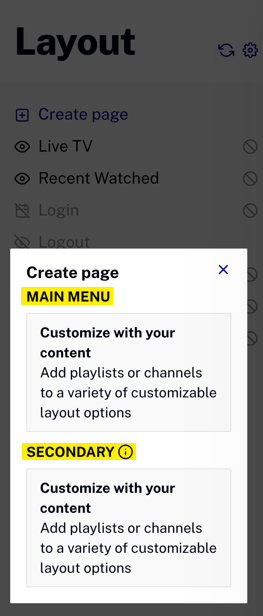 Layout
Create page
Live TV
Recent Watched
Login
Logout
Create page
MAIN MENU
Customize with your
content
Add playlists or channels
to a variety of customizable
layout options
SECONDARY
Customize with your
content
Add playlists or channels
to a variety of customizable
layout options